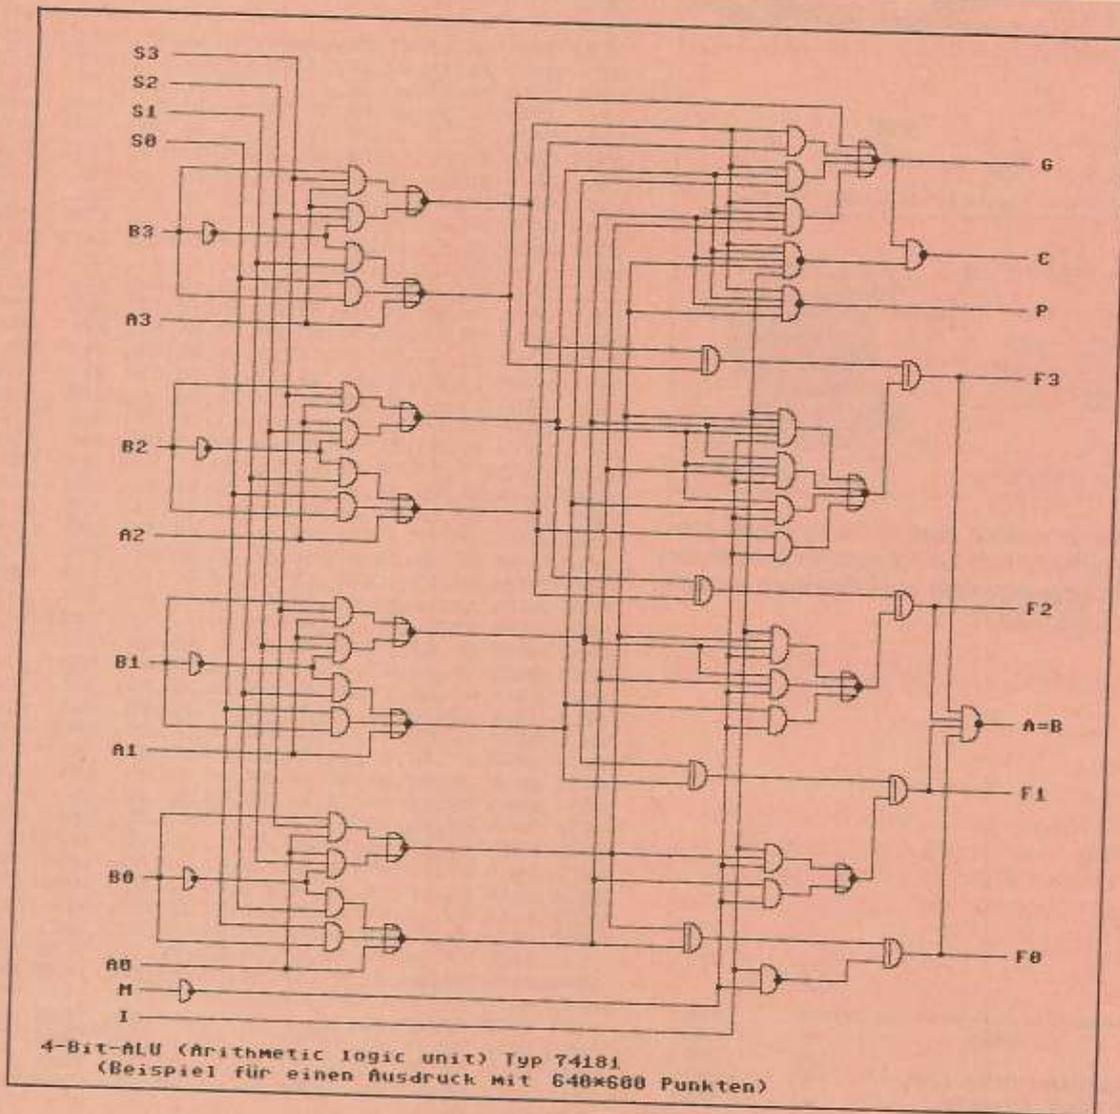 S3
S2
S1
S0
B3
A3
B2
A2
B1
A1
B0
A0
M
I
G
C
P
F3
F2
A=B
F1
F0
4-Bit-ALU (Arithmetic logic unit) Typ 74181
(Beispiel für einen Ausdruck mit 640*600 Punkten)